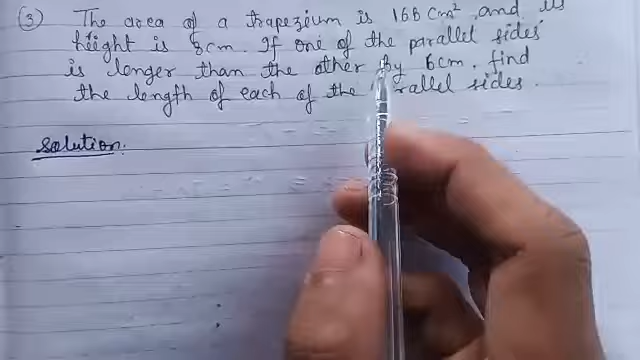 (3) The area of a trapezium is 168 cm² and its
height is 8cm. If one of the parallel sides
is longer than the other by 6cm, find
the length of each of the rallel sides.
Solution.